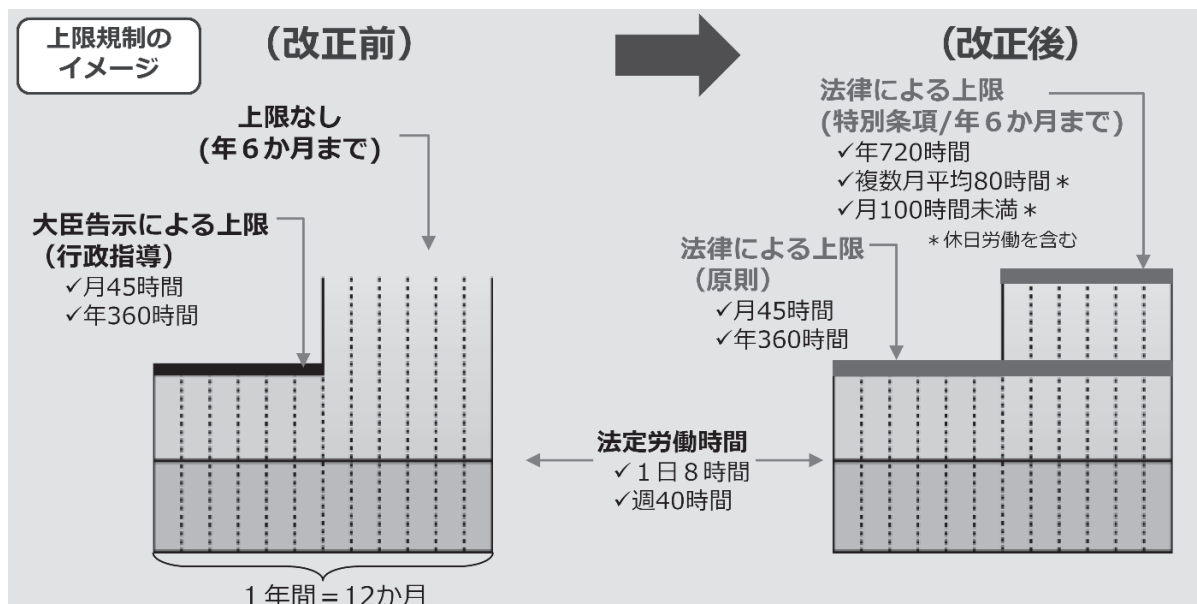 上限規制の
イメージ
（改正前）
（改正後）
上限なし
(年６か月まで)
大臣告示による上限
（行政指導）
✓月45時間
✓年360時間
法律による上限
(特別条項/年６か月まで)
✓年720時間
✓複数月平均80時間＊
✓月100時間未満＊
＊休日労働を含む
法律による上限
（原則）
✓月45時間
✓年360時間
法定労働時間
✓１日８時間
✓週40時間
１年間＝12か月